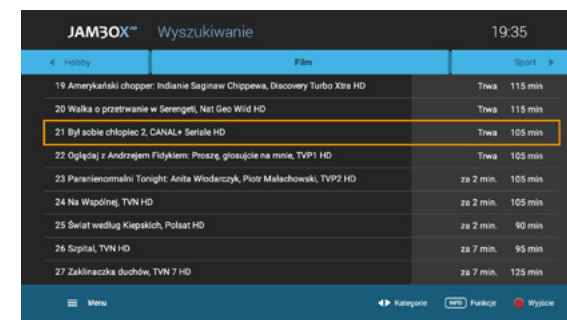 JAMBOX Wyszukiwanie 19:35
Hobby Film Sport
19 Amerykański chopper: Indianie Saginaw Chippewa, Discovery Turbo Xtra HD Trwa 115 min
20 Walka o przetrwanie w Serengeti, Nat Geo Wild HD Trwa 115 min
21 Był sobie chłopiec 2, CANAL+ Seriale HD Trwa 105 min
22 Oglądaj z Andrzejem Fidykiem: Proszę, głosujcie na mnie, TVP1 HD Trwa 105 min
23 Paranienormalni Tonight: Anita Włodarczyk, Piotr Małachowski, TVP2 HD za 2 min. 105 min
24 Na Wspólnej, TVN HD za 2 min. 105 min
25 Świat według Kiepskich, Polsat HD za 2 min. 90 min
26 Szpital, TVN HD za 7 min. 95 min
27 Zaklinaczka duchów, TVN 7 HD za 7 min. 125 min
Menu Kategorie INFO Funkcje Wyjście